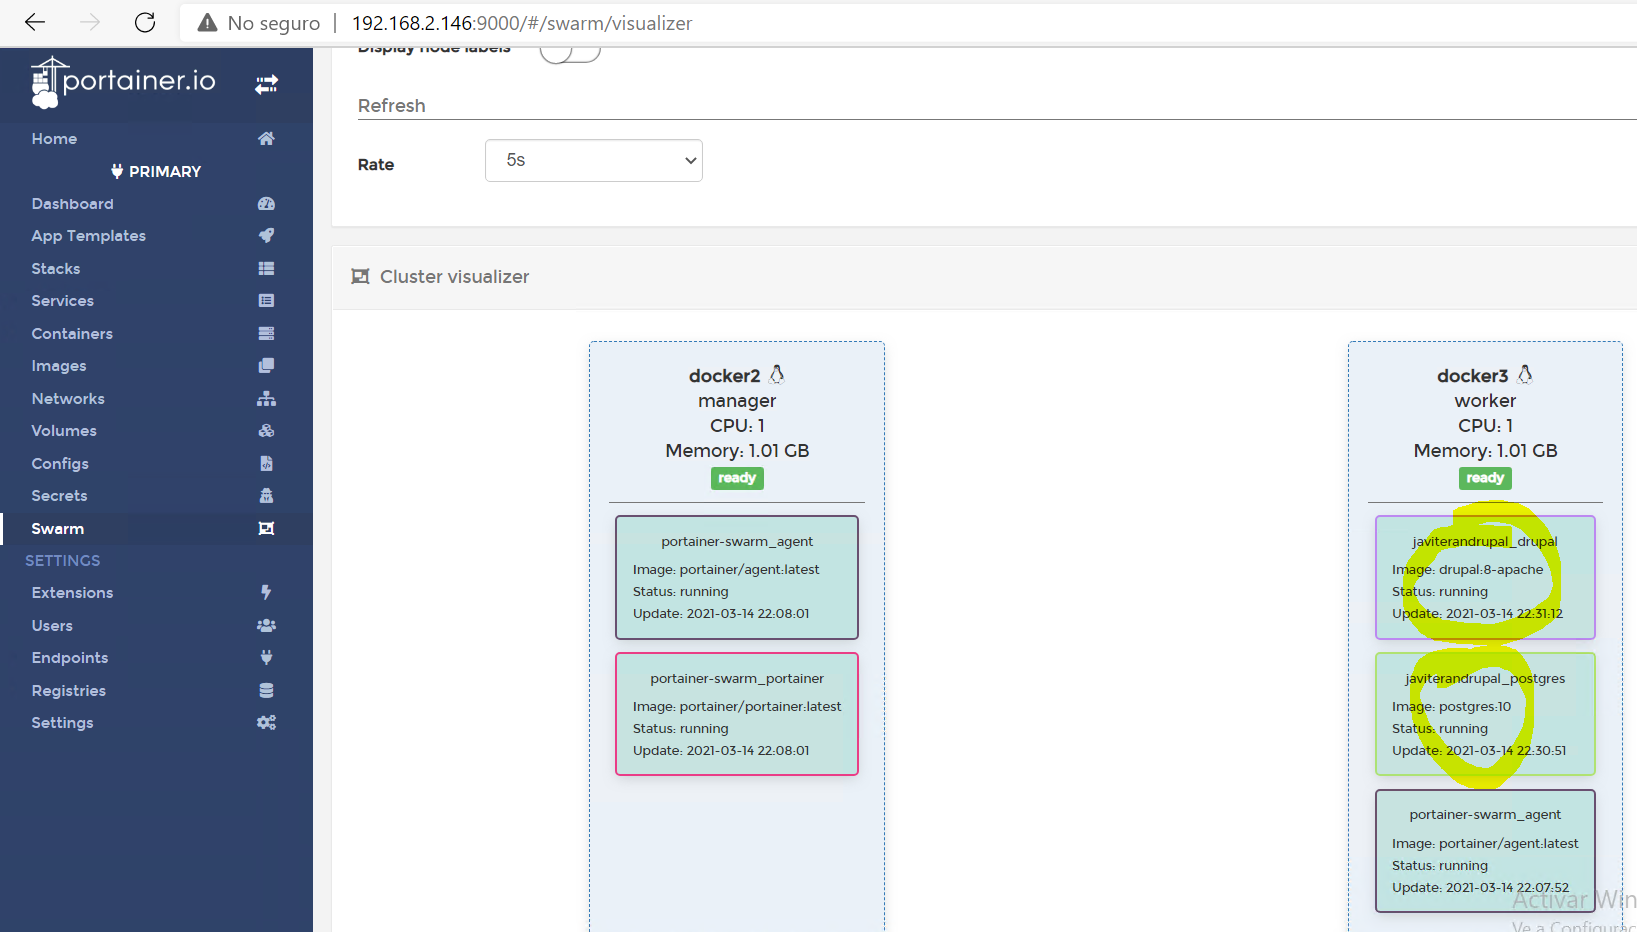 No seguro
192.168.2.146:9000/#/swarm/visualizer
portainer.io
Home
PRIMARY
Dashboard
App Templates
Stacks
Services
Containers
Images
Networks
Volumes
Configs
Secrets
Swarm
SETTINGS
Extensions
Users
Endpoints
Registries
Settings
Display node labels
Refresh
Rate
5s
Cluster visualizer
docker2
manager
CPU: 1
Memory: 1.01 GB
ready
portainer-swarm_agent
Image: portainer/agent:latest
Status: running
Update: 2021-03-14 22:08:01
portainer-swarm_portainer
Image: portainer/portainer:latest
Status: running
Update: 2021-03-14 22:08:01
docker3
worker
CPU: 1
Memory: 1.01 GB
ready
javiterandrupal_drupal
Image: drupal:8-apache
Status: running
Update: 2021-03-14 22:31:12
javiterandrupal_postgres
Image: postgres:10
Status: running
Update: 2021-03-14 22:30:51
portainer-swarm_agent
Image: portainer/agent:latest
Status: running
Update: 2021-03-14 22:07:52
Activar Win
Ve a Configurac